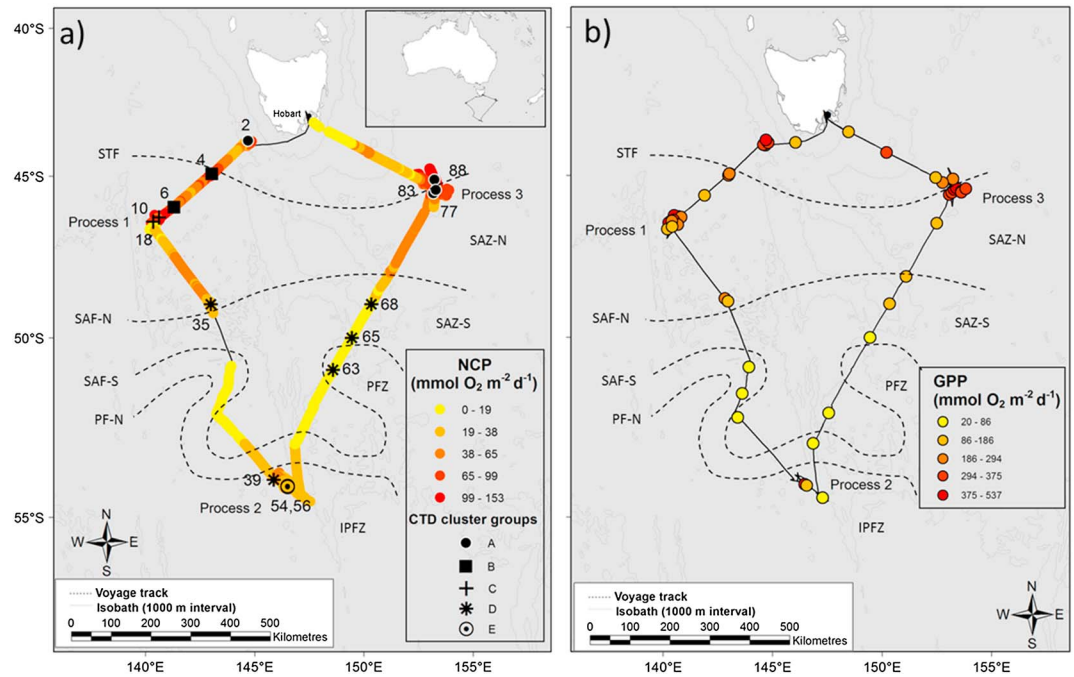 a)
40°S
45°S
50°S
55°S
Hobart
2
4
6
10
18
35
39
54,56
88
83
77
68
65
63
STF
Process 1
Process 3
SAZ-N
SAF-N
SAZ-S
SAF-S
PF-N
PFZ
Process 2
IPFZ
NCP
(mmol O₂ m⁻² d⁻¹)
0 - 19
19 - 38
38 - 65
65 - 99
99 - 153
CTD cluster groups
A
B
C
D
E
N
W E
S
Voyage track
Isobath (1000 m interval)
0 100 200 300 400 500
Kilometres
140°E 145°E 150°E 155°E
b)
STF
Process 1
Process 3
SAZ-N
SAF-N
SAZ-S
SAF-S
PF-N
PFZ
Process 2
IPFZ
GPP
(mmol O₂ m⁻² d⁻¹)
20 - 86
86 -186
186 - 294
294 - 375
375 - 537
N
W E
S
Voyage track
Isobath (1000 m interval)
0 100 200 300 400 500
Kilometres
140°E 145°E 150°E 155°E